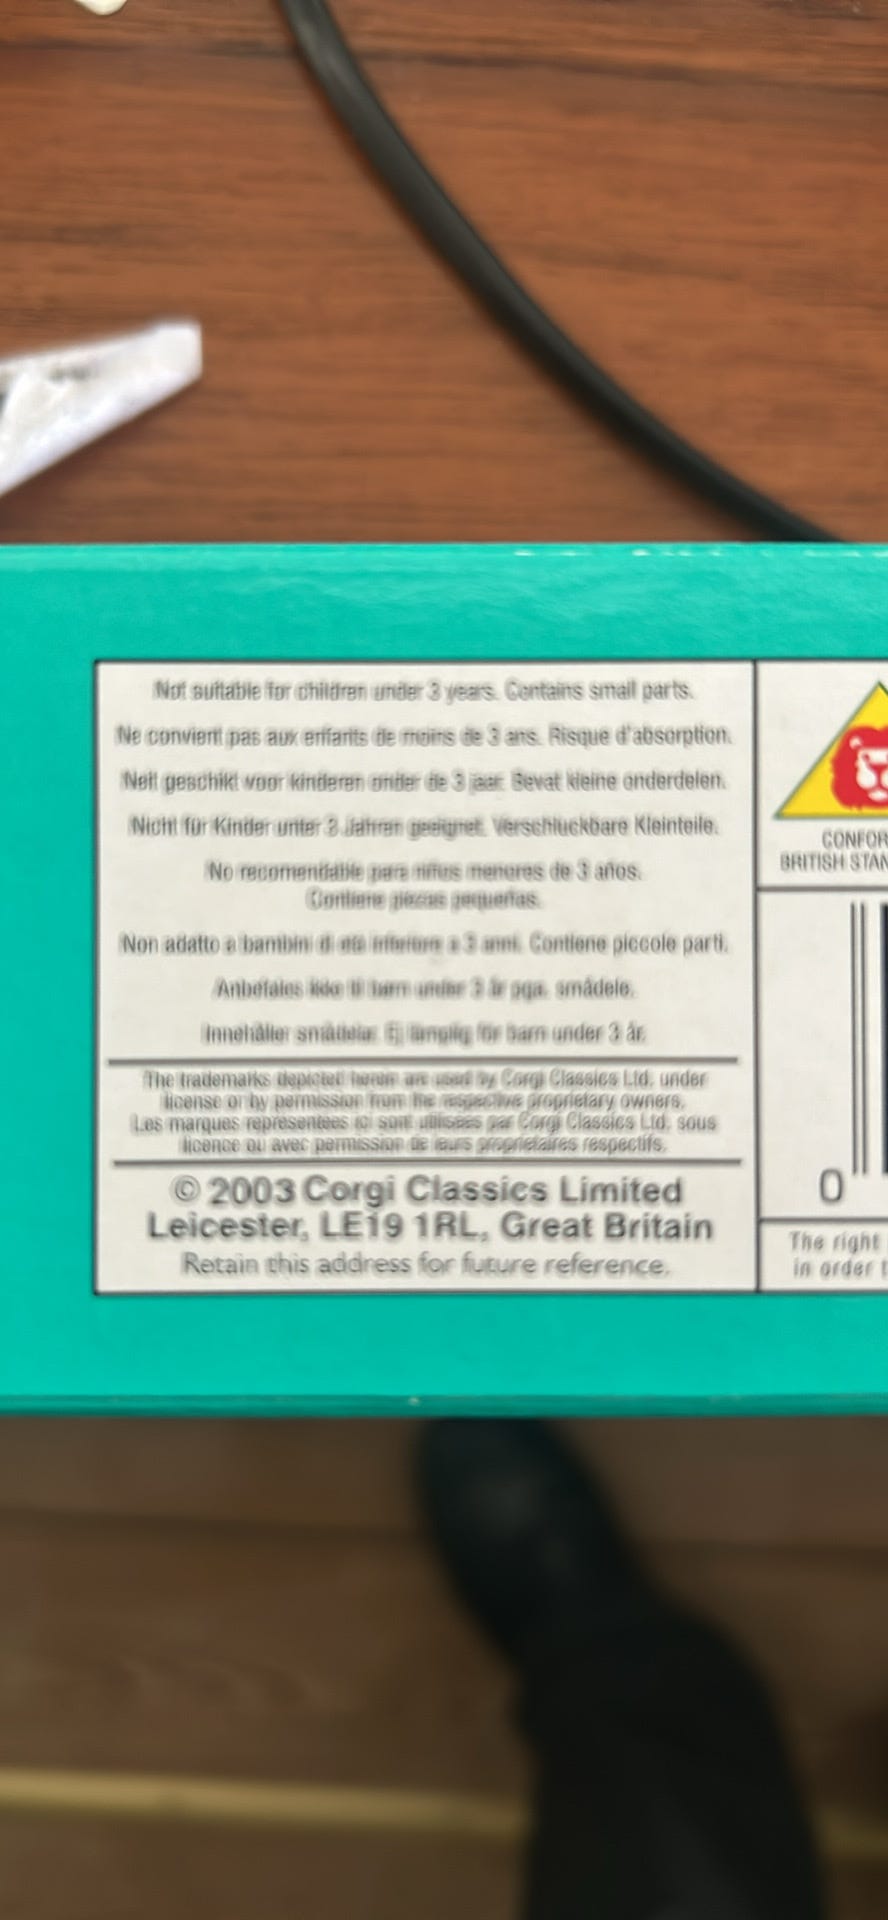 Not suitable for children under 3 years. Contains small parts.
Ne convient pas aux enfants de moins de 3 ans. Risque d'absorption.
Neit geschikt voor kinderen onder de 3 jaar. Bevat kleine onderdelen.
Nicht für Kinder unter 3 Jahren geeignet. Verschluckbare Kleinteile.
No recomendable para niños menores de 3 años.
Contiene piezas pequeñas.
Non adatto a bambini di età inferiore a 3 anni. Contiene piccole parti.
Anbefales ikke til barn under 3 år pga. smådele.
Innehåller smådelar. Ej lämplig för barn under 3 år.
The trademarks depicted herein are used by Corgi Classics Ltd. under
license or by permission from the respective proprietary owners.
Les marques représentées ici sont utilisées par Corgi Classics Ltd. sous
licence ou avec permission de leurs propriétaires respectifs.
© 2003 Corgi Classics Limited
Leicester, LE19 1RL, Great Britain
Retain this address for future reference.
CONFOR
BRITISH STAN
0
The right
in order t